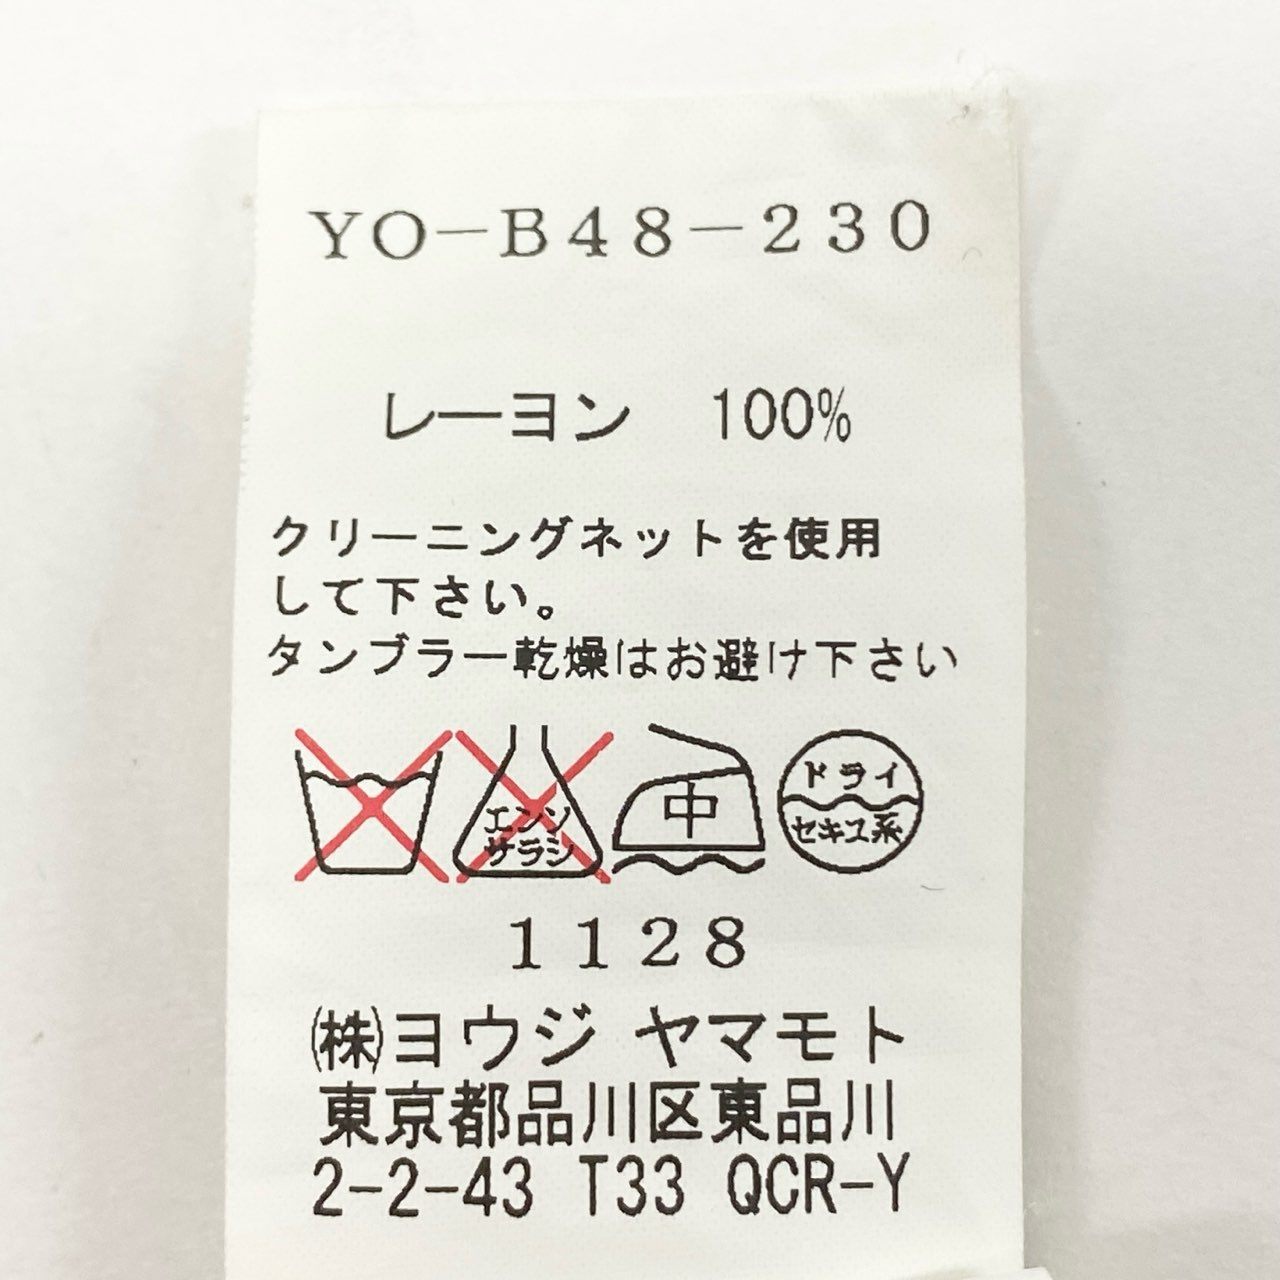 YO-B48-230
レーヨン 100%
クリーニングネットを使用
して下さい。
タンブラー乾燥はお避け下さい
エンソ
サラシ
中
ドライ
セキユ系
1128
㈱ヨウジ ヤマモト
東京都品川区東品川
2-2-43 T33 QCR-Y